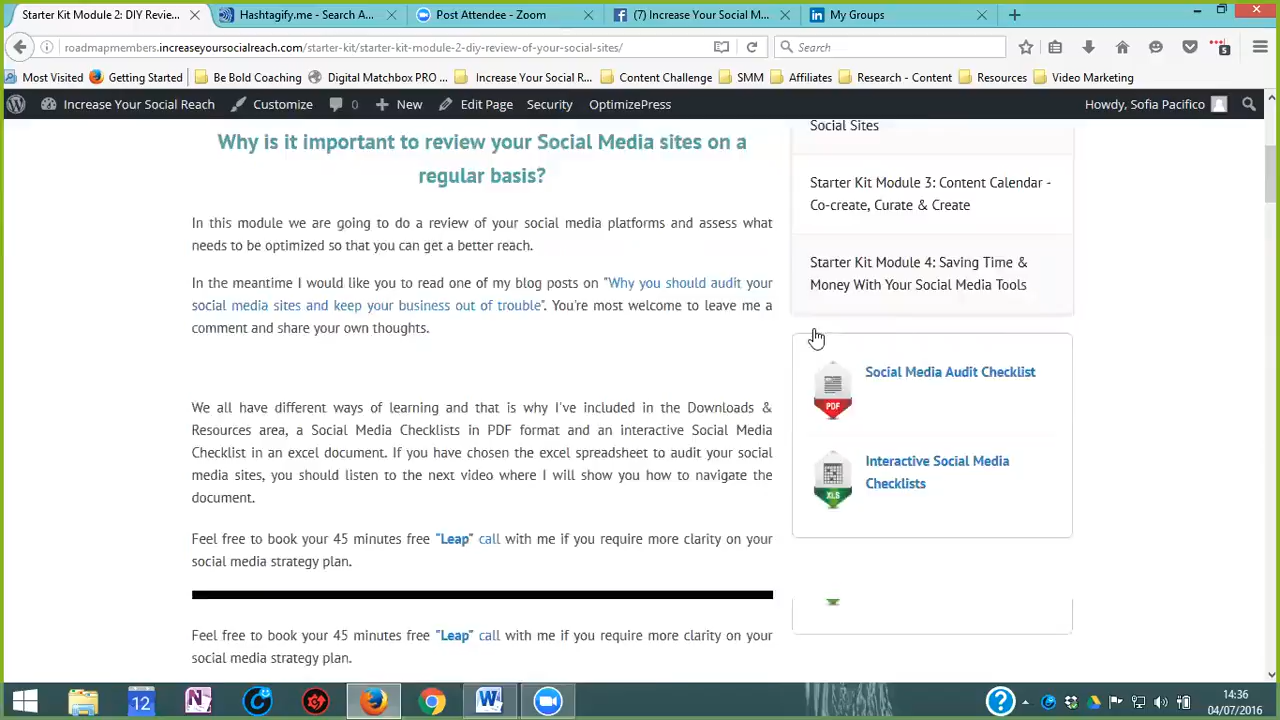 Starter Kit Module 2: DIY Revie...
Hashtagify.me - Search A...
Post Attendee - Zoom
(7) Increase Your Social M...
My Groups
roadmapmembers.increaseyoursocialreach.com/starter-kit/starter-kit-module-2-diy-review-of-your-social-sites/
Search
Most Visited
Getting Started
Be Bold Coaching
Digital Matchbox PRO ...
Increase Your Social R...
Content Challenge
SMM
Affiliates
Research - Content
Resources
Video Marketing
Increase Your Social Reach
Customize
0
New
Edit Page
Security
OptimizePress
Howdy, Sofia Pacifico
Why is it important to review your Social Media sites on a
regular basis?
In this module we are going to do a review of your social media platforms and assess what
needs to be optimized so that you can get a better reach.
In the meantime I would like you to read one of my blog posts on "Why you should audit your
social media sites and keep your business out of trouble". You're most welcome to leave me a
comment and share your own thoughts.
We all have different ways of learning and that is why I've included in the Downloads &
Resources area, a Social Media Checklists in PDF format and an interactive Social Media
Checklist in an excel document. If you have chosen the excel spreadsheet to audit your social
media sites, you should listen to the next video where I will show you how to navigate the
document.
Feel free to book your 45 minutes free "Leap" call with me if you require more clarity on your
social media strategy plan.
Feel free to book your 45 minutes free "Leap" call with me if you require more clarity on your
social media strategy plan.
Social Sites
Starter Kit Module 3: Content Calendar -
Co-create, Curate & Create
Starter Kit Module 4: Saving Time &
Money With Your Social Media Tools
PDF
Social Media Audit Checklist
XLS
Interactive Social Media
Checklists
12
14:36
04/07/2016